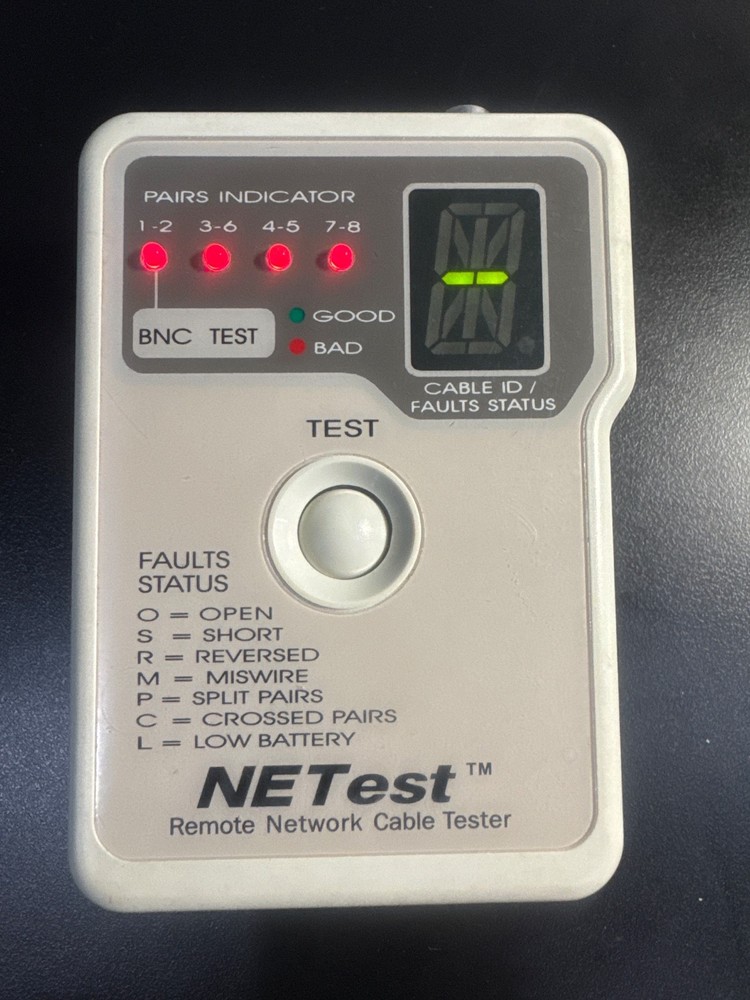 PAIRS INDICATOR
1-2 3-6 4-5 7-8
BNC TEST
GOOD
BAD
-
CABLE ID /
FAULTS STATUS
TEST
FAULTS
STATUS
O = OPEN
S = SHORT
R = REVERSED
M = MISWIRE
P = SPLIT PAIRS
C = CROSSED PAIRS
L = LOW BATTERY
NETest™
Remote Network Cable Tester